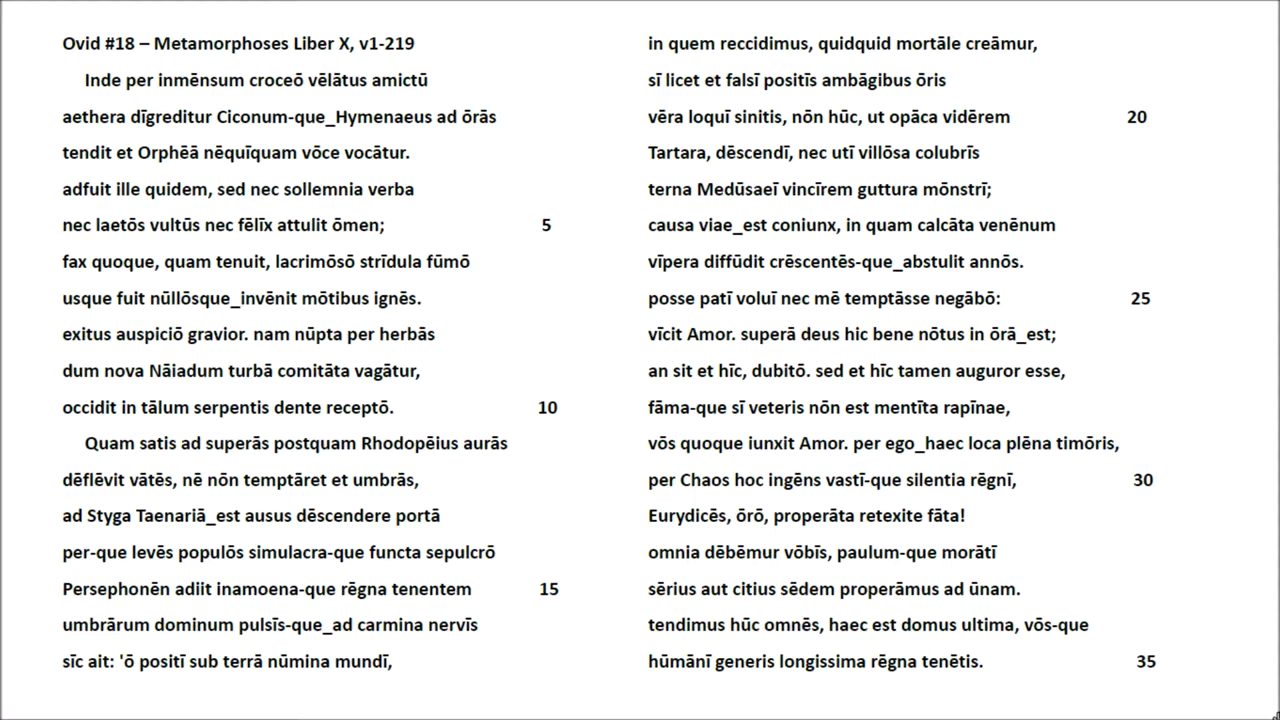 Ovid #18 – Metamorphoses Liber X, v1-219
Inde per inmēnsum croceō vēlātus amictū
aethera dīgreditur Ciconum-que_Hymenaeus ad ōrās
tendit et Orphēā nēquīquam vōce vocātur.
adfuit ille quidem, sed nec sollemnia verba
nec laetōs vultūs nec fēlīx attulit ōmen; 5
fax quoque, quam tenuit, lacrimōsō strīdula fūmō
usque fuit nūllōsque_invēnit mōtibus ignēs.
exitus auspiciō gravior. nam nūpta per herbās
dum nova Nāiadum turbā comitāta vagātur,
occidit in tālum serpentis dente receptō. 10
Quam satis ad superās postquam Rhodopēius aurās
dēflēvit vātēs, nē nōn temptāret et umbrās,
ad Styga Taenariā_est ausus dēscendere portā
per-que levēs populōs simulacra-que functa sepulcrō
Persephonēn adiit inamoena-que rēgna tenentem 15
umbrārum dominum pulsīs-que_ad carmina nervīs
sīc ait: 'ō positī sub terrā nūmina mundī,
in quem reccidimus, quidquid mortāle creāmur,
sī licet et falsī positīs ambāgibus ōris
vēra loquī sinitis, nōn hūc, ut opāca vidērem 20
Tartara, dēscendī, nec utī villōsa colubrīs
terna Medūsaeī vincīrem guttura mōnstrī;
causa viae_est coniunx, in quam calcāta venēnum
vīpera diffūdit crēscentēs-que_abstulit annōs.
posse patī voluī nec mē temptāsse negābō: 25
vīcit Amor. superā deus hic bene nōtus in ōrā_est;
an sit et hīc, dubitō. sed et hīc tamen auguror esse,
fāma-que sī veteris nōn est mentīta rapīnae,
vōs quoque iunxit Amor. per ego_haec loca plēna timōris,
per Chaos hoc ingēns vastī-que silentia rēgnī, 30
Eurydicēs, ōrō, properāta retexite fāta!
omnia dēbēmur vōbīs, paulum-que morātī
sērius aut citius sēdem properāmus ad ūnam.
tendimus hūc omnēs, haec est domus ultima, vōs-que
hūmānī generis longissima rēgna tenētis. 35